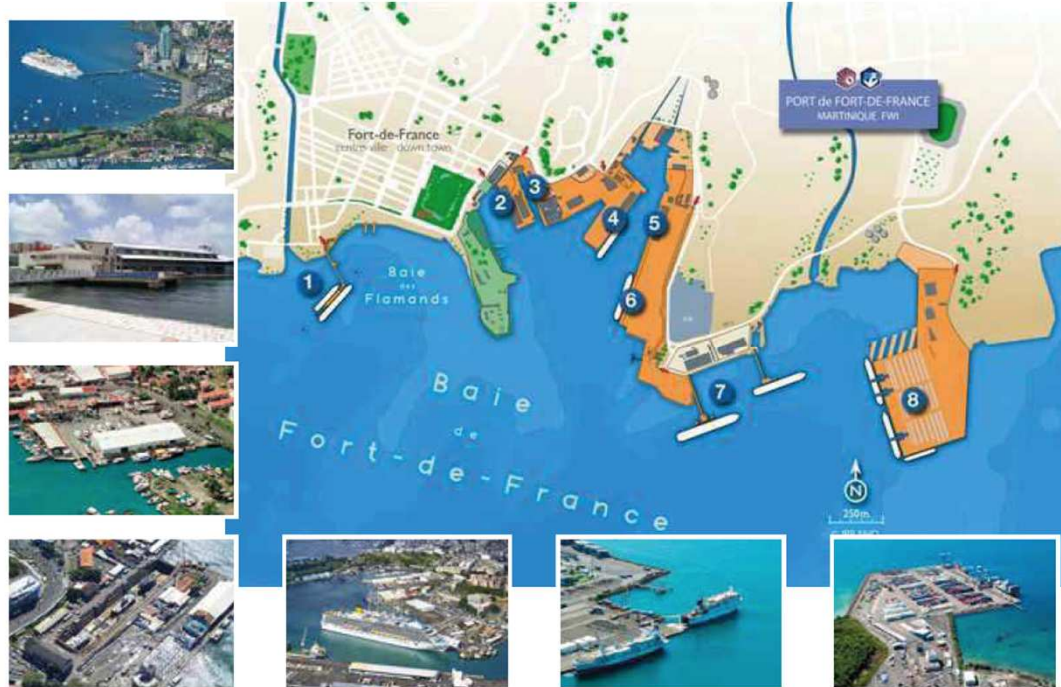 PORT de FORT-DE-FRANCE
MARTINIQUE FWI
Fort-de-France
centre ville down town
2
3
4
5
1
Baie
des
Flamands
6
7
8
Baie
de
Fort-de-France
N
250m